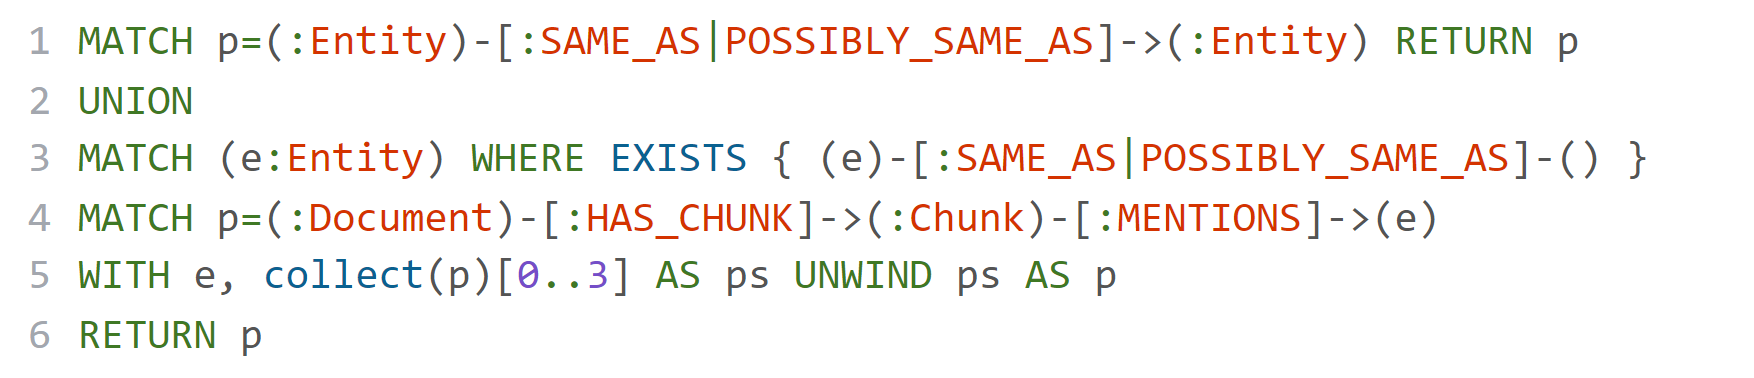 1 MATCH p=(:Entity)-[:SAME_AS|POSSIBLY_SAME_AS]->(:Entity) RETURN p
2 UNION
3 MATCH (e:Entity) WHERE EXISTS { (e)-[:SAME_AS|POSSIBLY_SAME_AS]-() }
4 MATCH p=(:Document)-[:HAS_CHUNK]->(:Chunk)-[:MENTIONS]->(e)
5 WITH e, collect(p)[0..3] AS ps UNWIND ps AS p
6 RETURN p